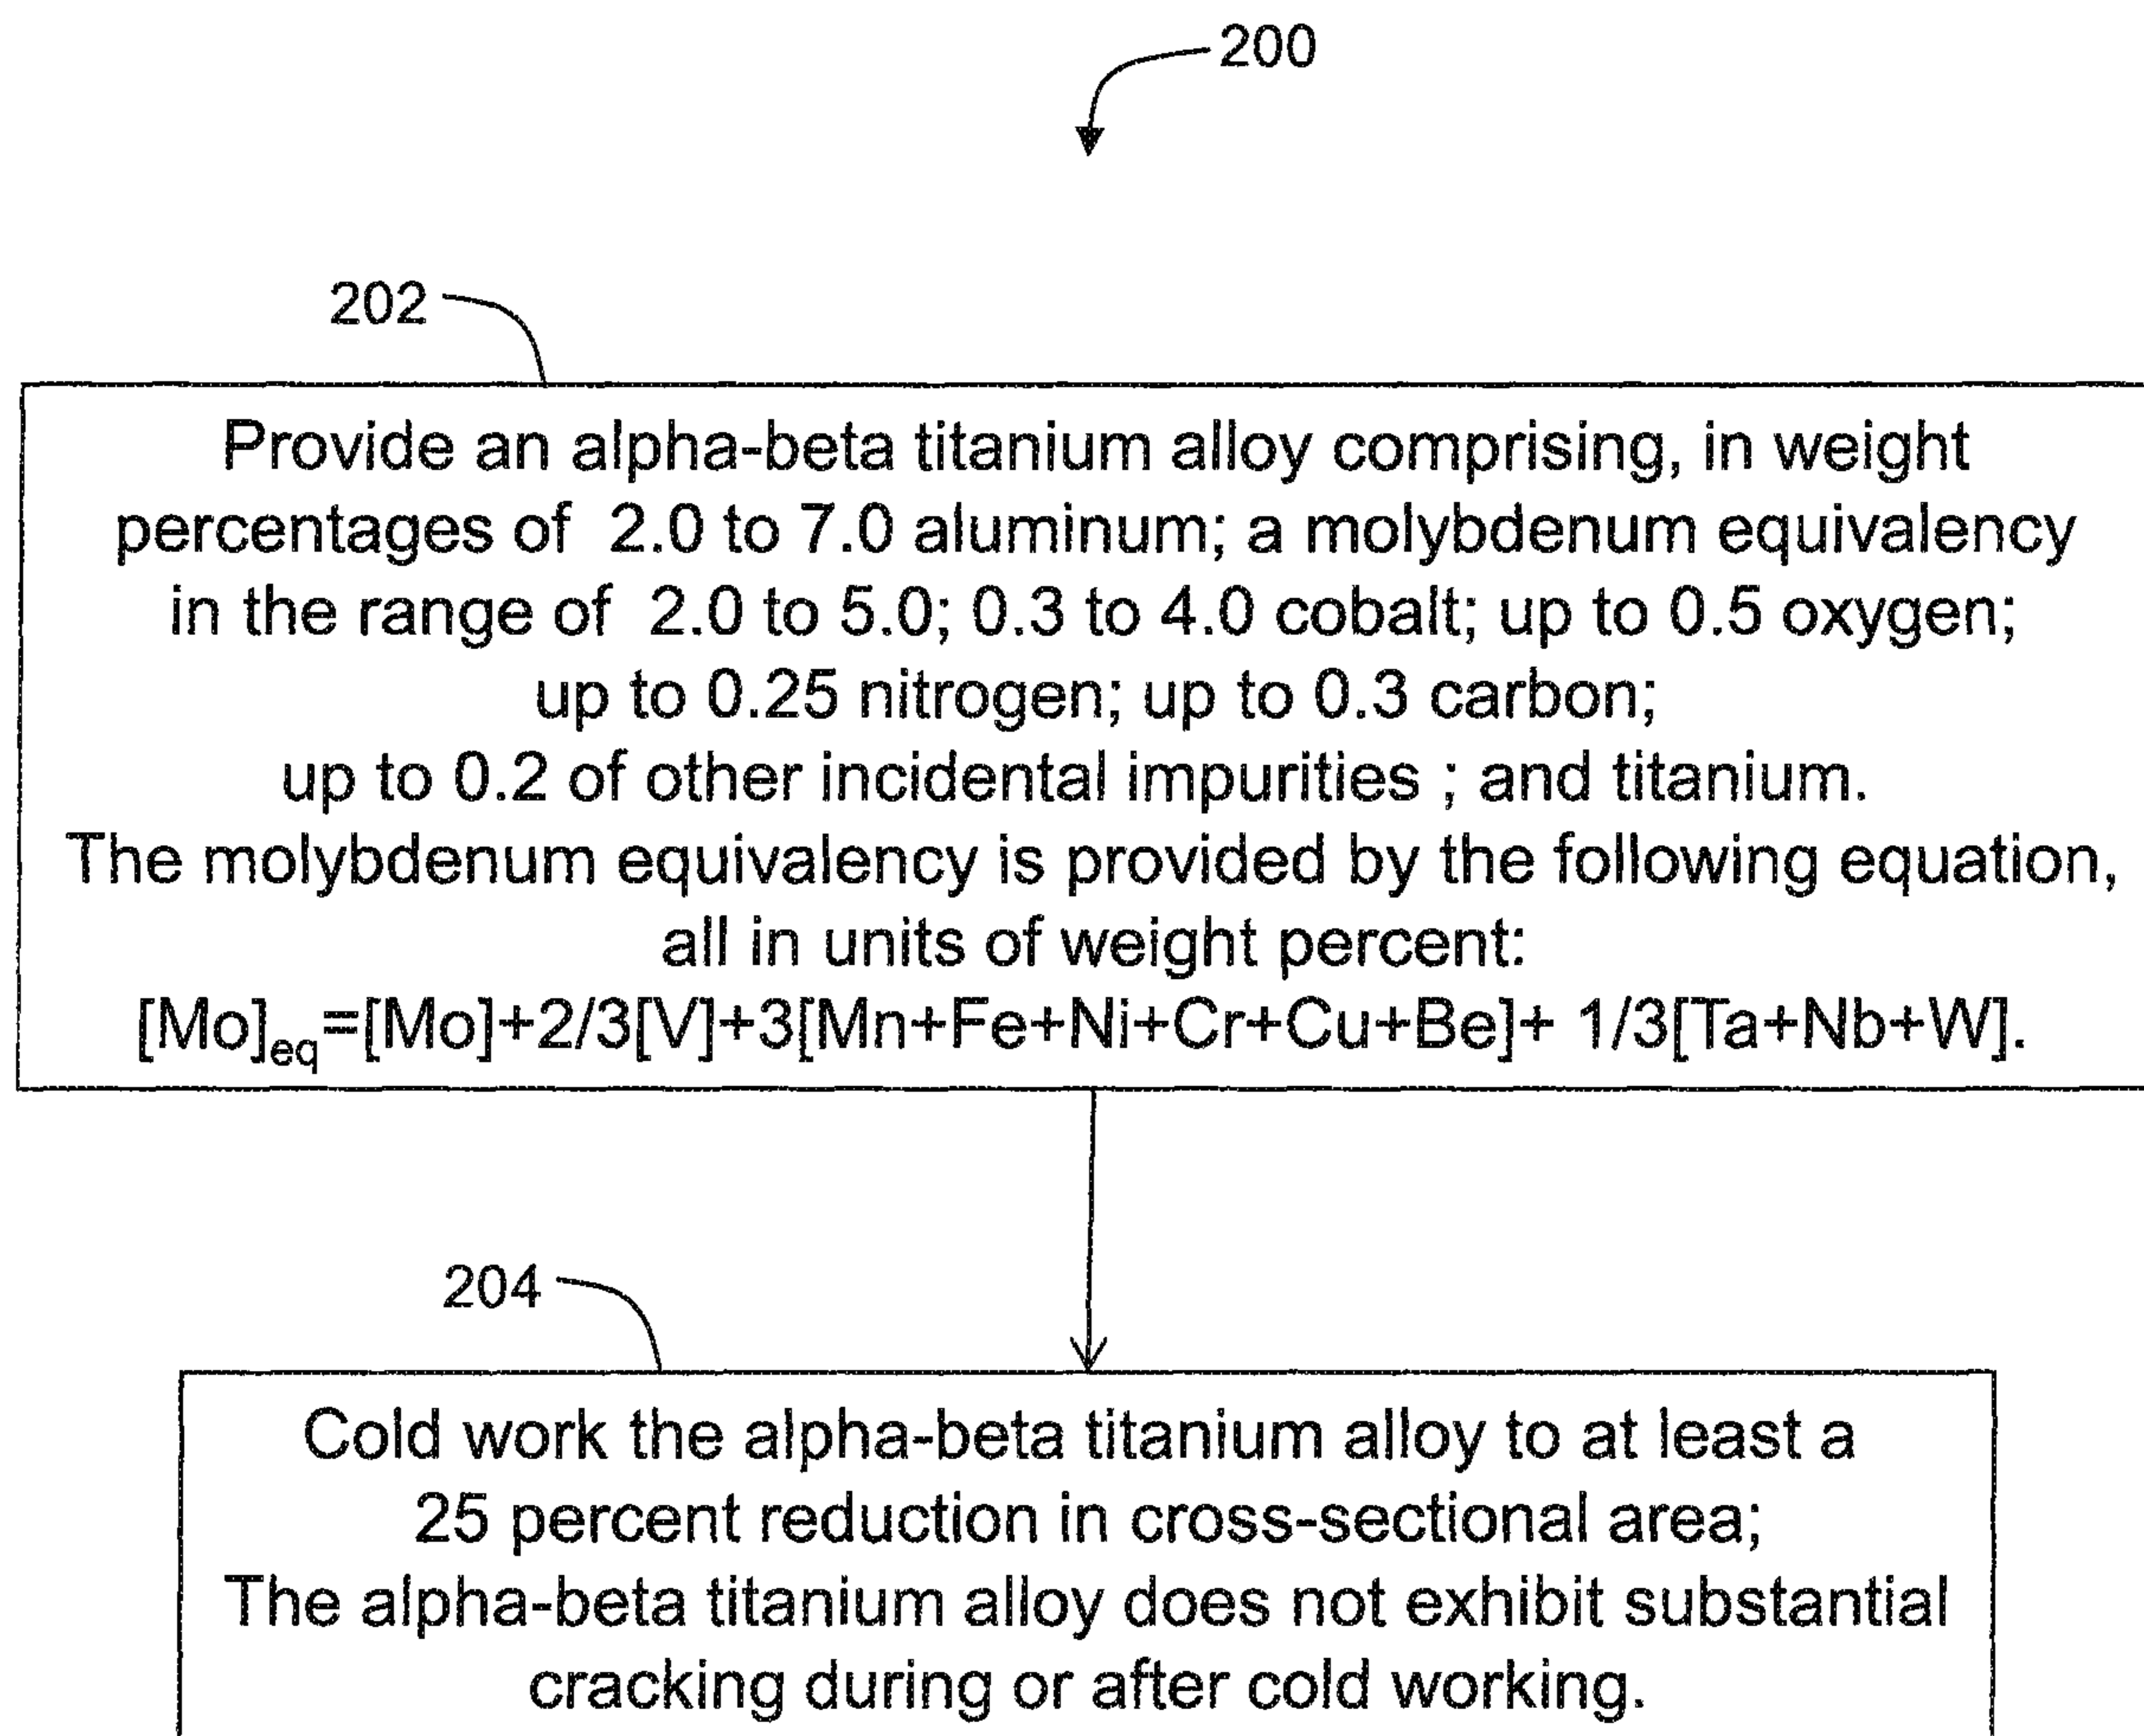 200
202
Provide an alpha-beta titanium alloy comprising, in weight
percentages of 2.0 to 7.0 aluminum; a molybdenum equivalency
in the range of 2.0 to 5.0; 0.3 to 4.0 cobalt; up to 0.5 oxygen;
up to 0.25 nitrogen; up to 0.3 carbon;
up to 0.2 of other incidental impurities ; and titanium.
The molybdenum equivalency is provided by the following equation,
all in units of weight percent:
[Mo]eq=[Mo]+2/3[V]+3[Mn+Fe+Ni+Cr+Cu+Be]+ 1/3[Ta+Nb+W].
204
Cold work the alpha-beta titanium alloy to at least a
25 percent reduction in cross-sectional area;
The alpha-beta titanium alloy does not exhibit substantial
cracking during or after cold working.